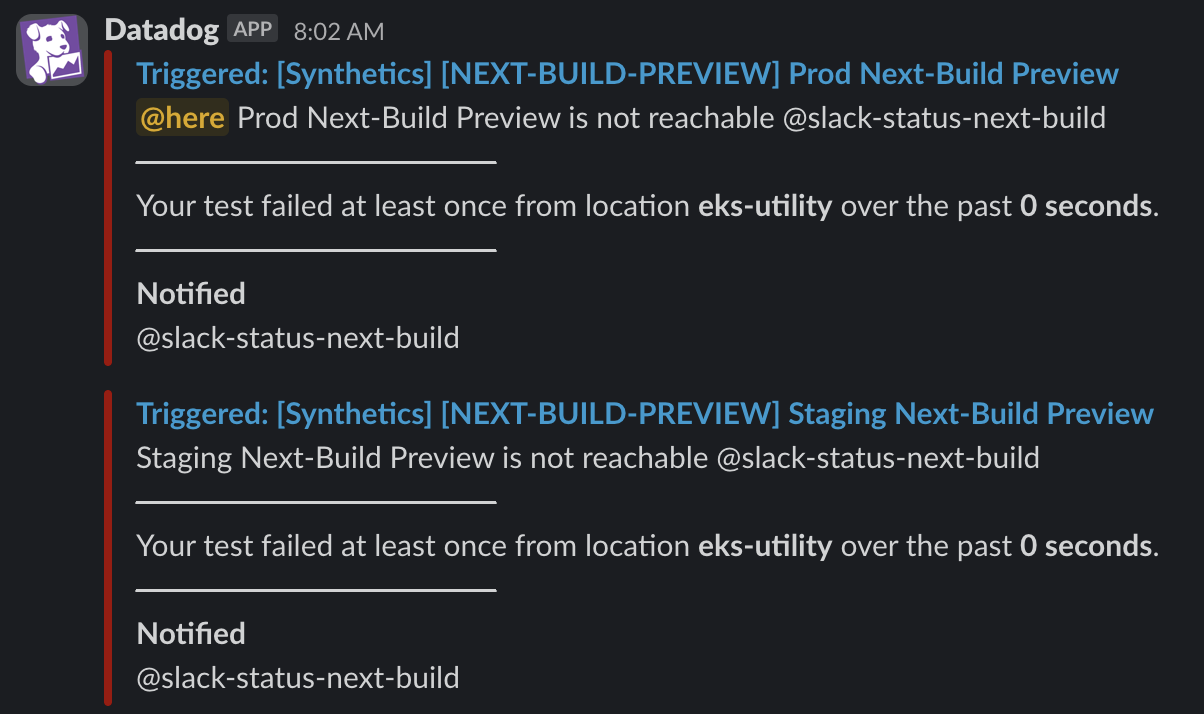 Datadog APP 8:02 AM
Triggered: [Synthetics] [NEXT-BUILD-PREVIEW] Prod Next-Build Preview
@here Prod Next-Build Preview is not reachable @slack-status-next-build
Your test failed at least once from location eks-utility over the past 0 seconds.
Notified
@slack-status-next-build
Triggered: [Synthetics] [NEXT-BUILD-PREVIEW] Staging Next-Build Preview
Staging Next-Build Preview is not reachable @slack-status-next-build
Your test failed at least once from location eks-utility over the past 0 seconds.
Notified
@slack-status-next-build